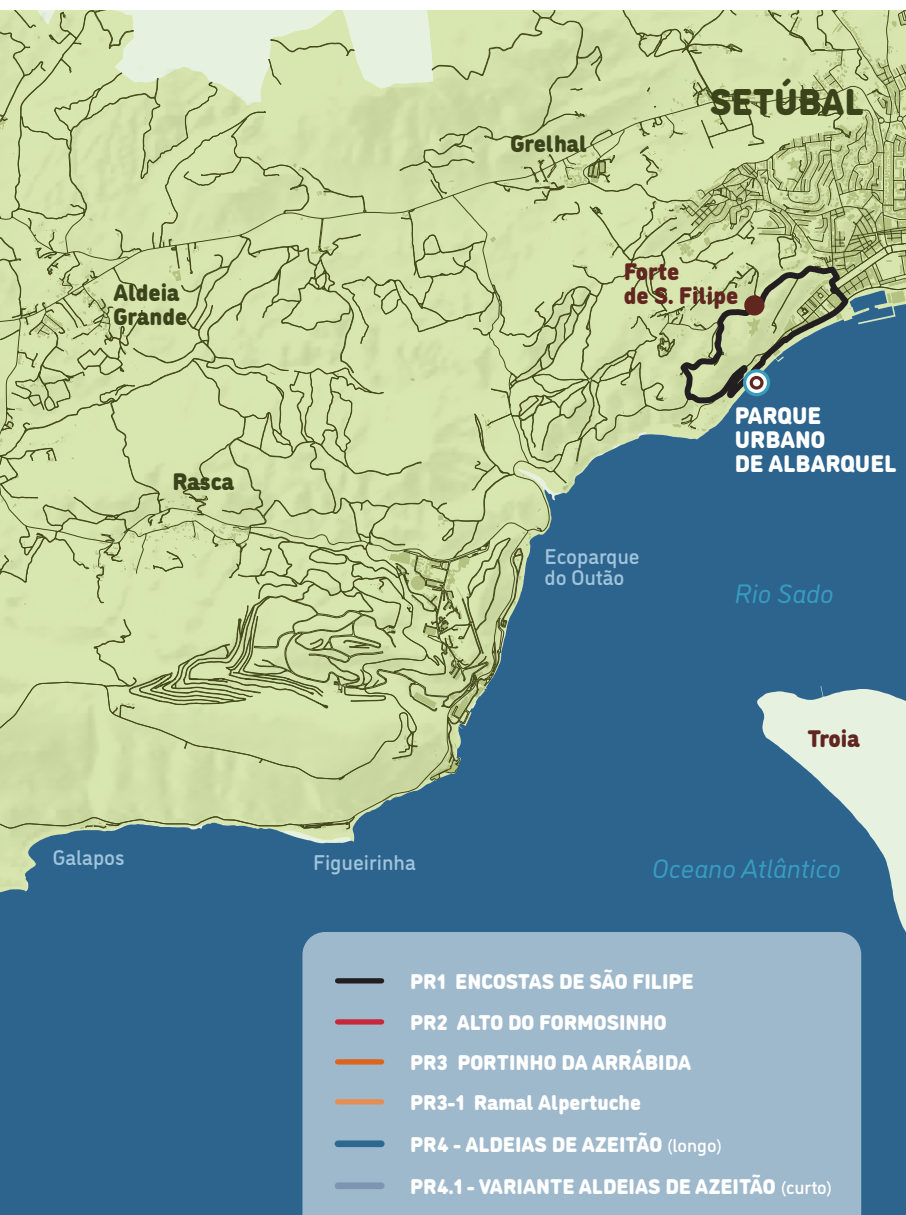 SETÚBAL
Grelhal
Forte
de S. Filipe
Aldeia
Grande
PARQUE
URBANO
DE ALBARQUEL
Rasca
Ecoparque
do Outão
Rio Sado
Troia
Galapos
Figueirinha
Oceano Atlântico
PR1 ENCOSTAS DE SÃO FILIPE
PR2 ALTO DO FORMOSINHO
PR3 PORTINHO DA ARRÁBIDA
PR3-1 Ramal Alpertuche
PR4 - ALDEIAS DE AZEITÃO (longo)
PR4.1 - VARIANTE ALDEIAS DE AZEITÃO (curto)